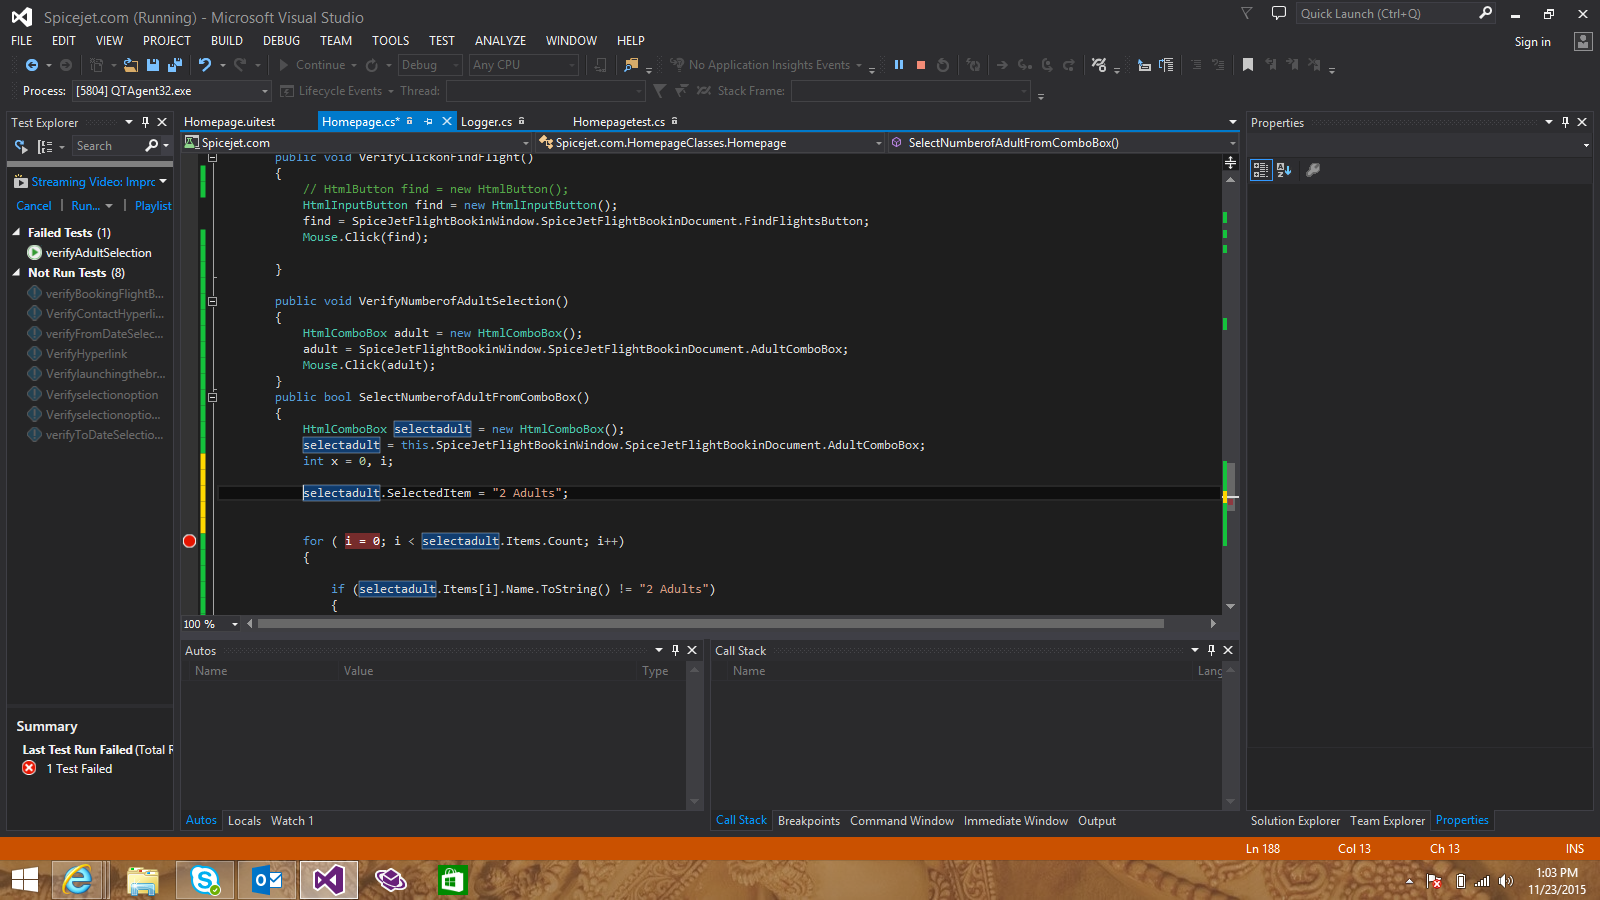 Spicejet.com (Running) - Microsoft Visual Studio
Quick Launch (Ctrl+Q)
FILE EDIT VIEW PROJECT BUILD DEBUG TEAM TOOLS TEST ANALYZE WINDOW HELP
Sign in
Continue Debug Any CPU No Application Insights Events
Process: [5804] QTAgent32.exe Lifecycle Events Thread: Stack Frame:
Test Explorer
Search
Streaming Video: Impro
Cancel Run... Playlist
Failed Tests (1)
verifyAdultSelection
Not Run Tests (8)
verifyBookingFlightB...
VerifyContactHyperli...
verifyFromDateSelec...
VerifyHyperlink
Verifylaunchingthebr...
Verifyselectionoption
Verifyselectionoptio...
verifyToDateSelectio...
Summary
Last Test Run Failed (Total R
1 Test Failed
Homepage.uitest Homepage.cs* Logger.cs Homepagetest.cs
Spicejet.com Spicejet.com.HomepageClasses.Homepage SelectNumberofAdultFromComboBox()
public void VerifyClickonFindFlight()
{
// HtmlButton find = new HtmlButton();
HtmlInputButton find = new HtmlInputButton();
find = SpiceJetFlightBookinWindow.SpiceJetFlightBookinDocument.FindFlightsButton;
Mouse.Click(find);
}
public void VerifyNumberofAdultSelection()
{
HtmlComboBox adult = new HtmlComboBox();
adult = SpiceJetFlightBookinWindow.SpiceJetFlightBookinDocument.AdultComboBox;
Mouse.Click(adult);
}
public bool SelectNumberofAdultFromComboBox()
{
HtmlComboBox selectadult = new HtmlComboBox();
selectadult = this.SpiceJetFlightBookinWindow.SpiceJetFlightBookinDocument.AdultComboBox;
int x = 0, i;
selectadult.SelectedItem = "2 Adults";
for ( i = 0; i < selectadult.Items.Count; i++)
{
if (selectadult.Items[i].Name.ToString() != "2 Adults")
{
100 %
Autos
Name Value Type
Autos Locals Watch 1
Call Stack
Name Lang
Call Stack Breakpoints Command Window Immediate Window Output
Properties
Solution Explorer Team Explorer Properties
Ln 188 Col 13 Ch 13 INS
1:03 PM
11/23/2015